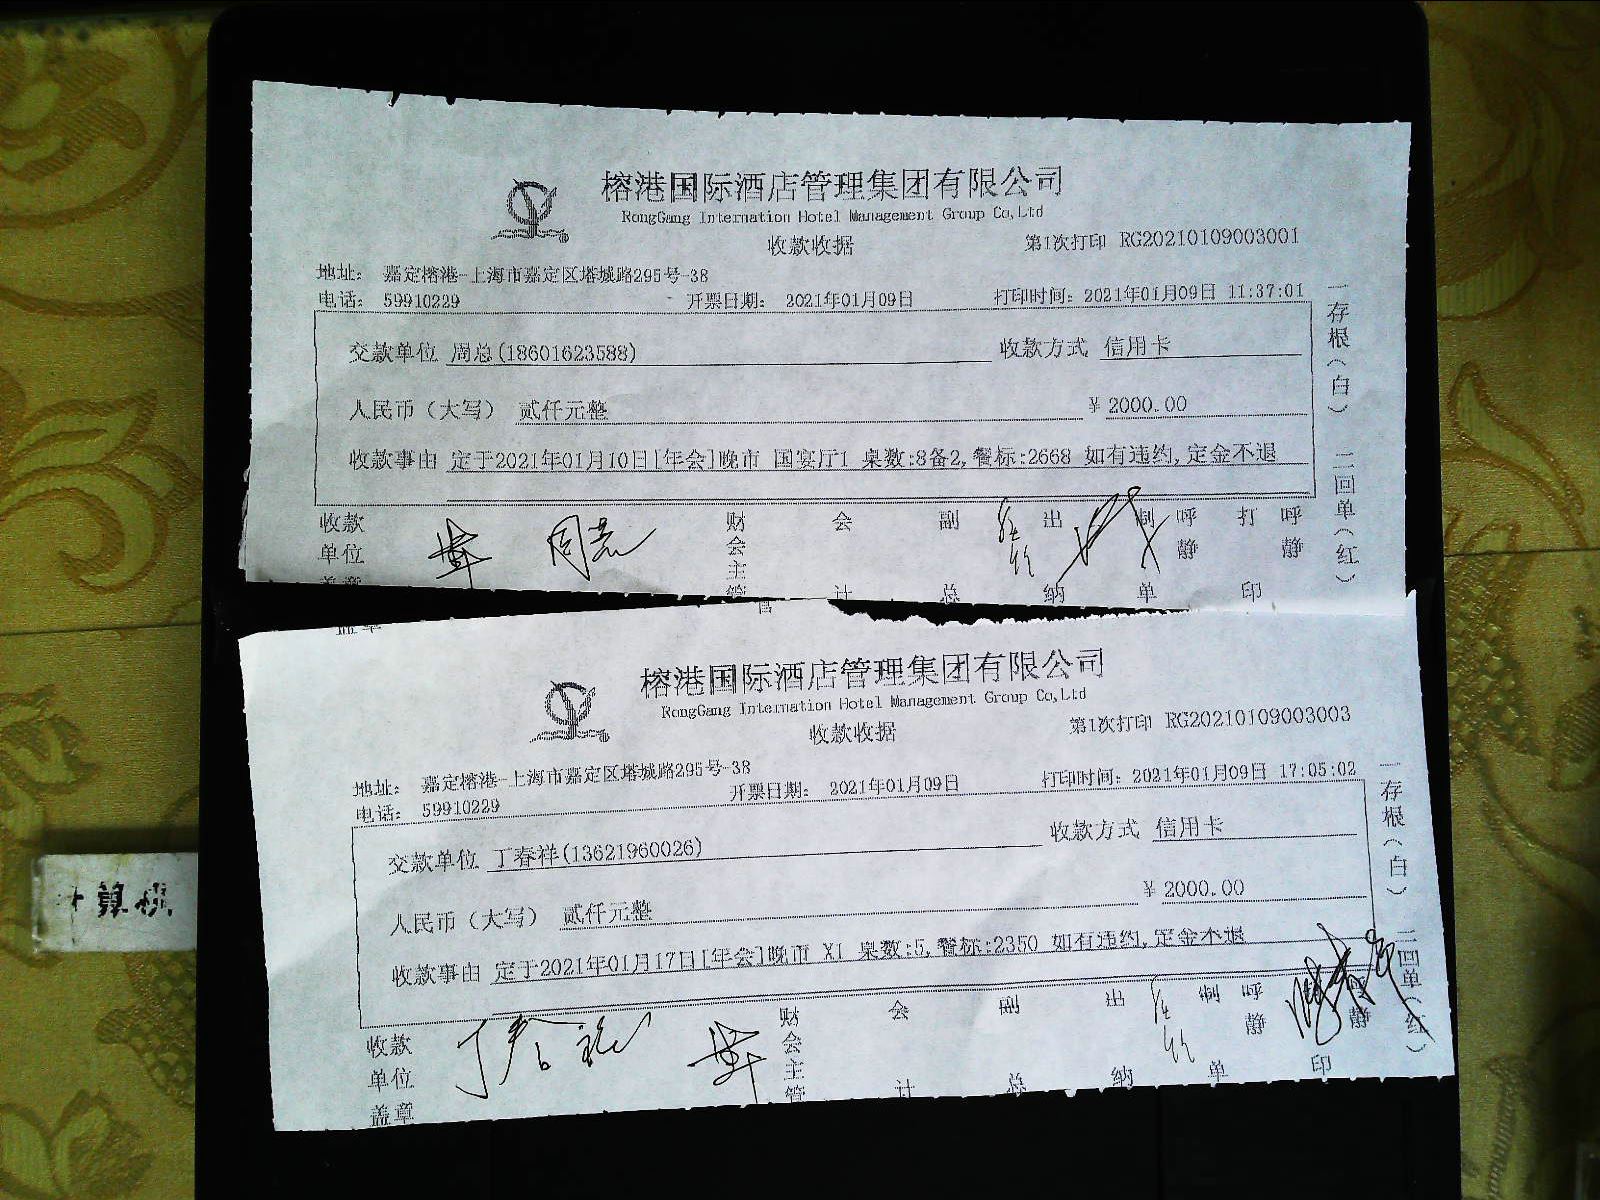 榕港国际酒店管理集团有限公司
RongGang Internation Hotel Management Group Co,Ltd
收款收据
第1次打印 RG20210109003001
地址: 嘉定榕港-上海市嘉定区塔城路295号-38
电话: 59910229 开票日期: 2021年01月09日 打印时间: 2021年01月09日 11:37:01
交款单位 周总(18601623588) 收款方式 信用卡
人民币（大写） 贰仟元整 ¥ 2000.00
收款事由 定于2021年01月10日[年会]晚市 国宴厅1 桌数:8备2,餐标:2668 如有违约,定金不退
一存根(白) 二回单(红)
收款单位盖章 财会主管 会计 副总 出纳 制单 呼静 打印 呼静
榕港国际酒店管理集团有限公司
RongGang Internation Hotel Management Group Co,Ltd
收款收据
第1次打印 RG20210109003003
地址: 嘉定榕港-上海市嘉定区塔城路295号-38
电话: 59910229 开票日期: 2021年01月09日 打印时间: 2021年01月09日 17:05:02
交款单位 丁春祥(13621960026) 收款方式 信用卡
人民币（大写） 贰仟元整 ¥ 2000.00
收款事由 定于2021年01月17日[年会]晚市 X1 桌数:5,餐标:2350 如有违约,定金不退
一存根(白) 二回单(红)
收款单位盖章 财会主管 会计 副总 出纳 制单 呼静 印 静